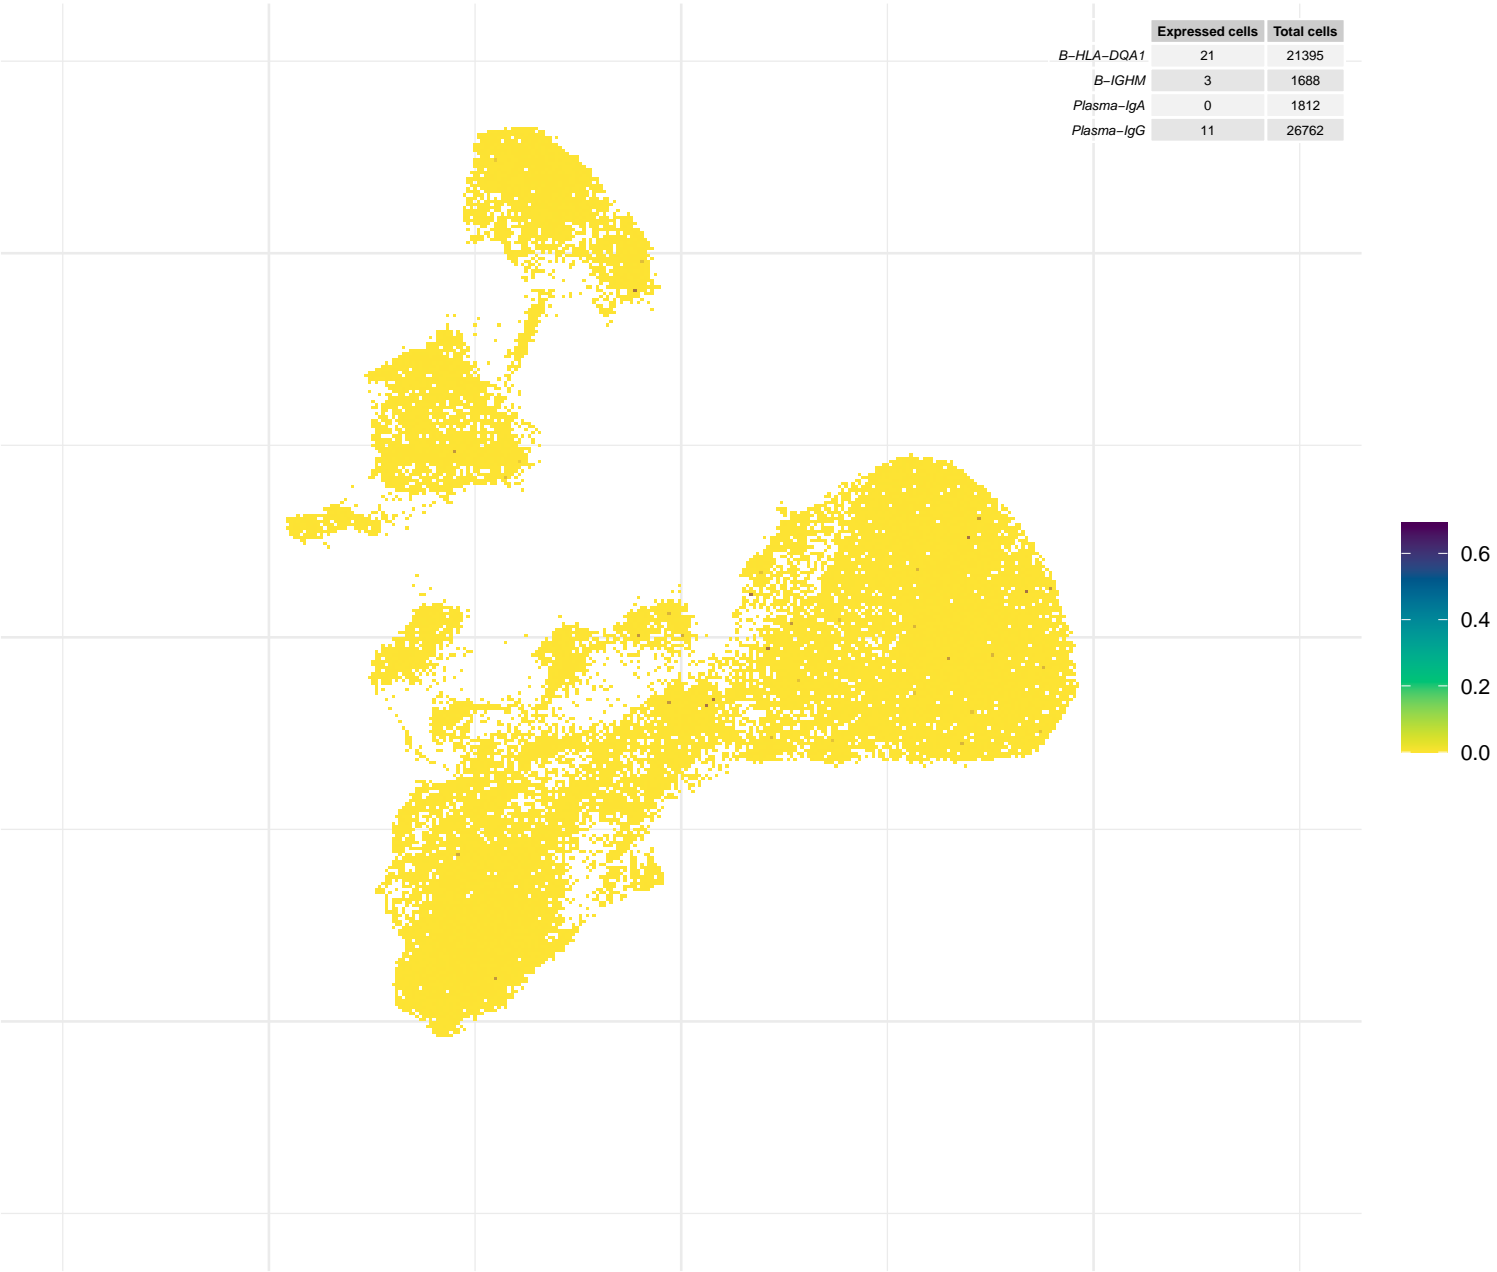 Expressed cells Total cells
B−HLA−DQA1 21 21395
B−IGHM 3 1688
Plasma−IgA 0 1812
Plasma−IgG 11 26762
0.6
0.4
0.2
0.0